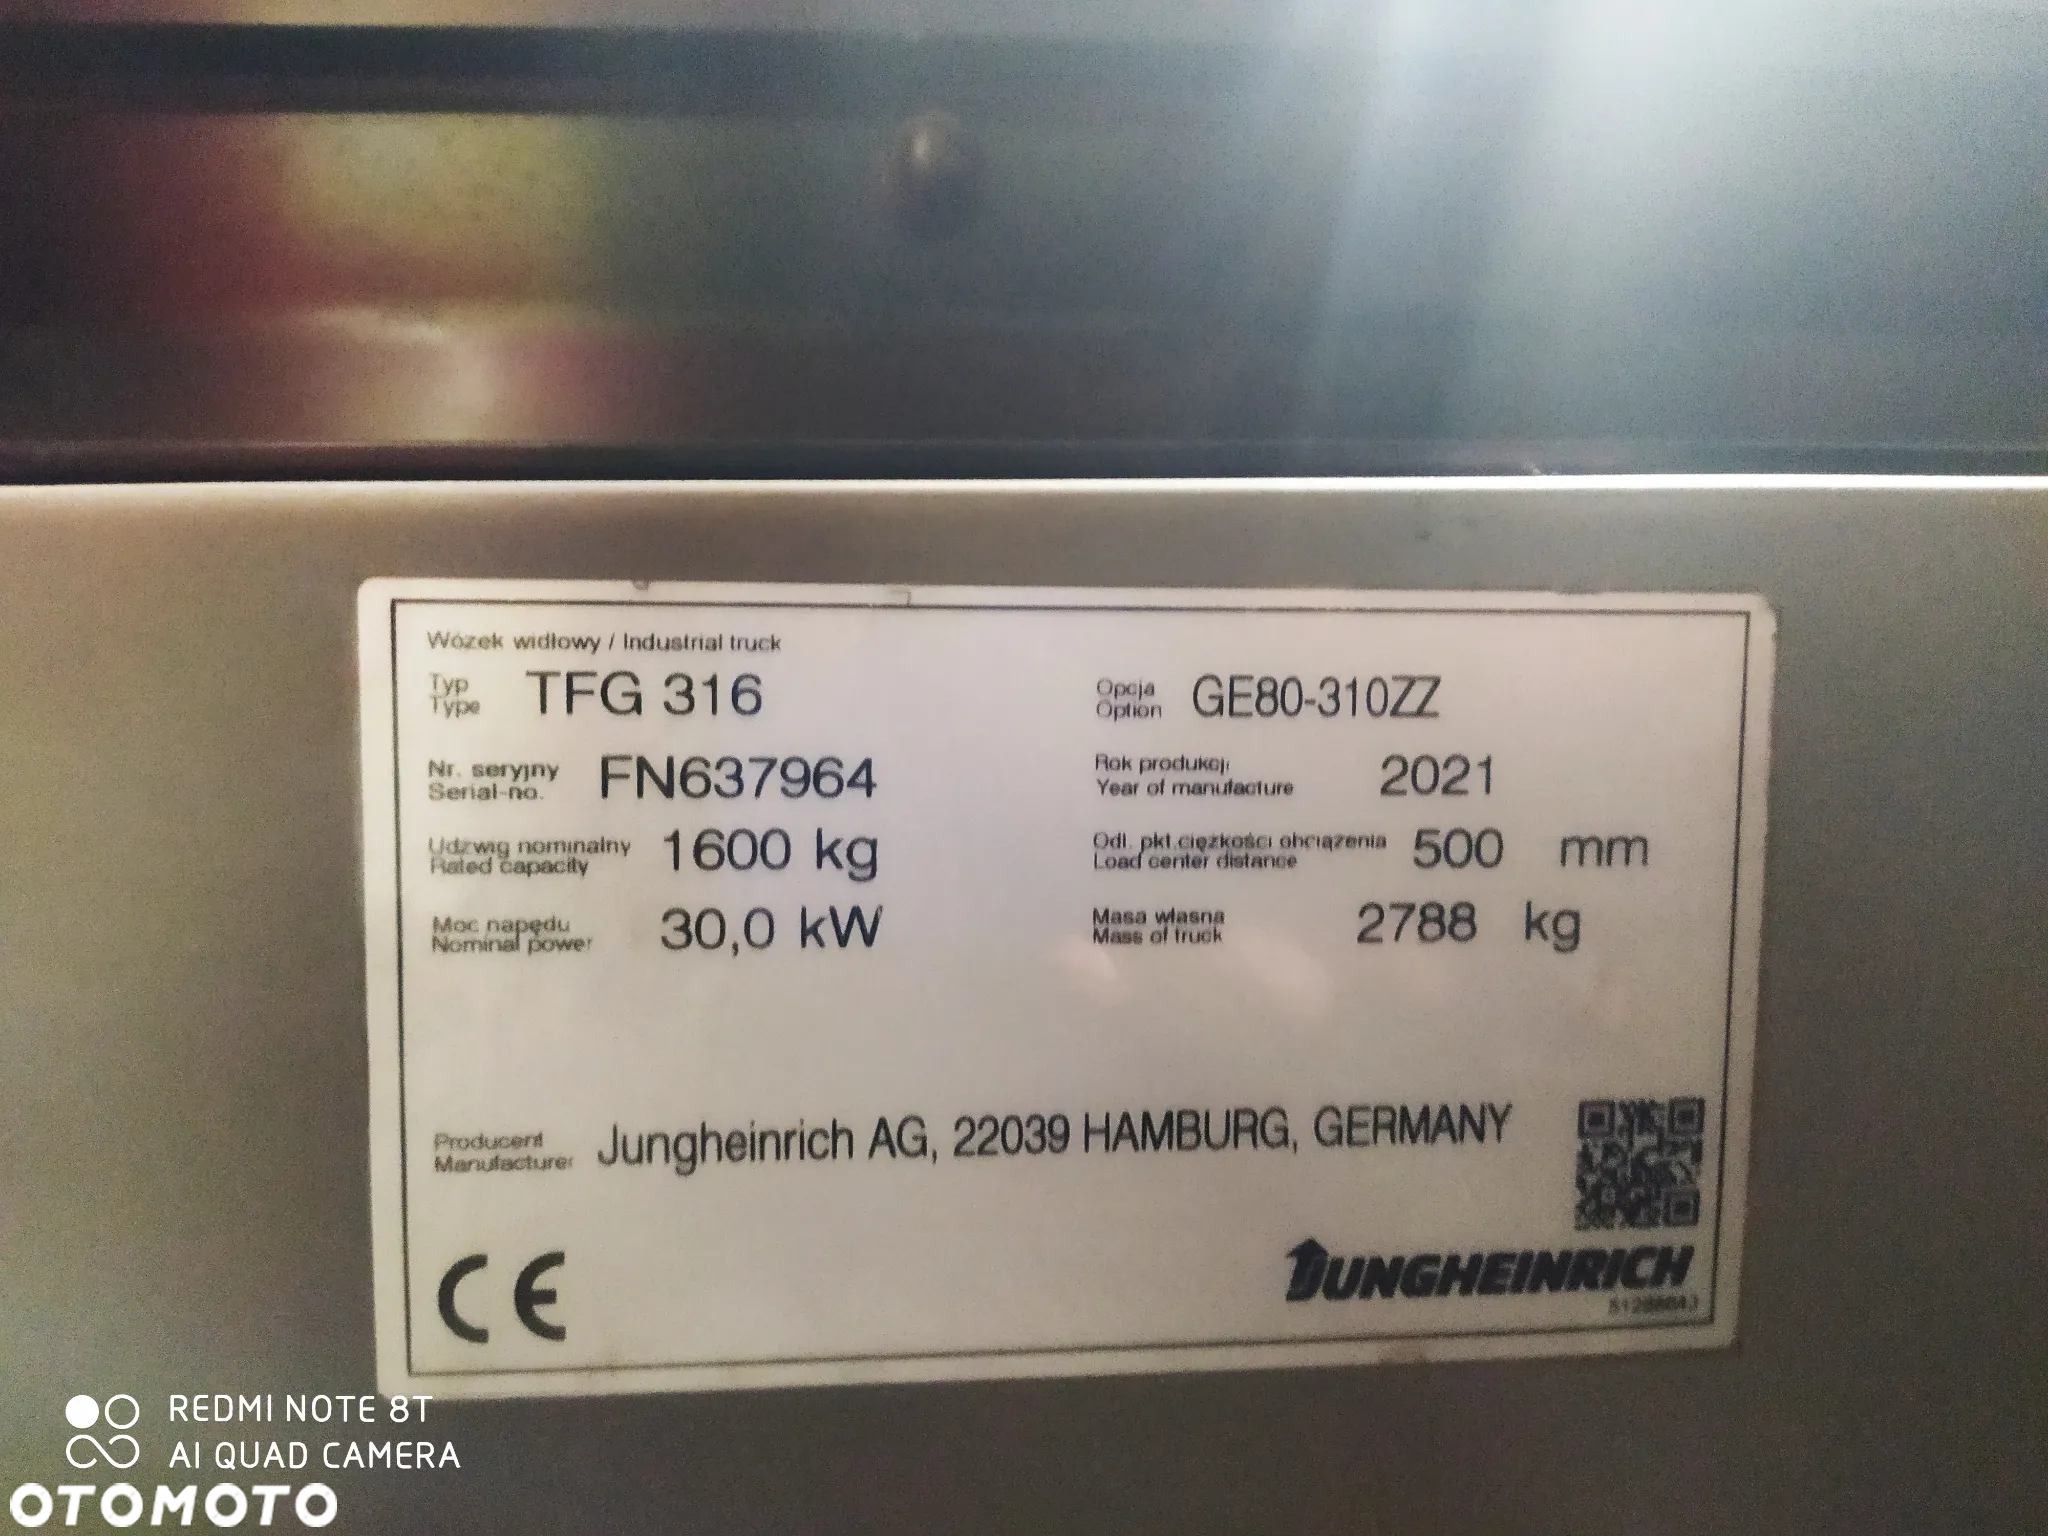 Wózek widłowy / Industrial truck
Typ
Type
TFG 316
Opcja
Option
GE80-310ZZ
Nr. seryjny
Serial-no.
FN637964
Rok produkcji
Year of manufacture
2021
Udźwig nominalny
Rated capacity
1600 kg
Odl. pkt.ciężkości obciążenia
Load center distance
500 mm
Moc napędu
Nominal power
30,0 kW
Masa własna
Mass of truck
2788 kg
Producent
Manufacturer
Jungheinrich AG, 22039 HAMBURG, GERMANY
CE
JUNGHEINRICH
REDMI NOTE 8T
AI QUAD CAMERA
OTOMOTO